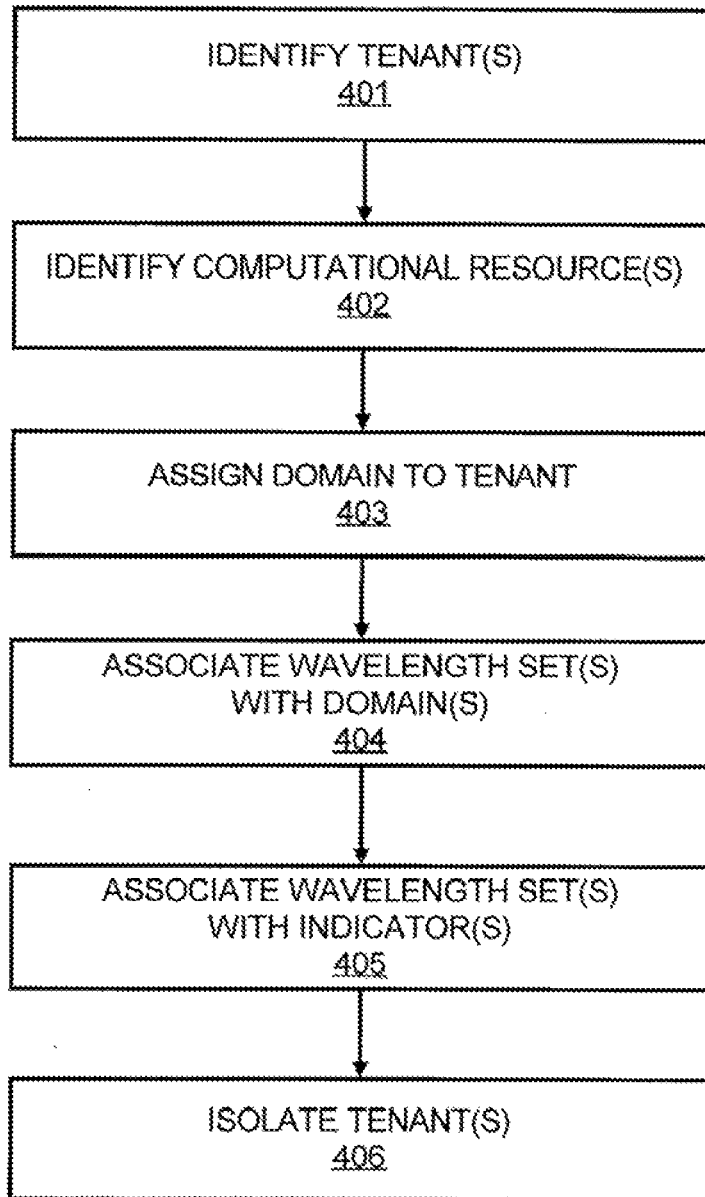 IDENTIFY TENANT(S)
401
IDENTIFY COMPUTATIONAL RESOURCE(S)
402
ASSIGN DOMAIN TO TENANT
403
ASSOCIATE WAVELENGTH SET(S)
WITH DOMAIN(S)
404
ASSOCIATE WAVELENGTH SET(S)
WITH INDICATOR(S)
405
ISOLATE TENANT(S)
406